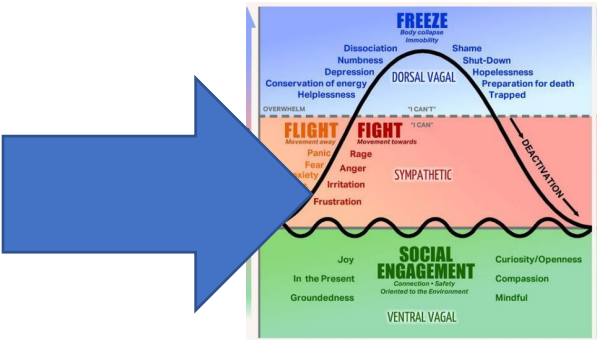 FREEZE
Body collapse
Immobility
Dissociation
Numbness
Depression
Conservation of energy
Helplessness
DORSAL VAGAL
Shame
Shut-Down
Hopelessness
Preparation for death
Trapped
OVERWHELM
"I CAN'T"
"I CAN"
FLIGHT
Movement away
Panic
Fear
FIGHT
Movement towards
Rage
Anger
Irritation
Frustration
SYMPATHETIC
DEACTIVATION
Joy
In the Present
Groundedness
SOCIAL
ENGAGEMENT
Connection • Safety
Oriented to the Environment
Curiosity/Openness
Compassion
Mindful
VENTRAL VAGAL